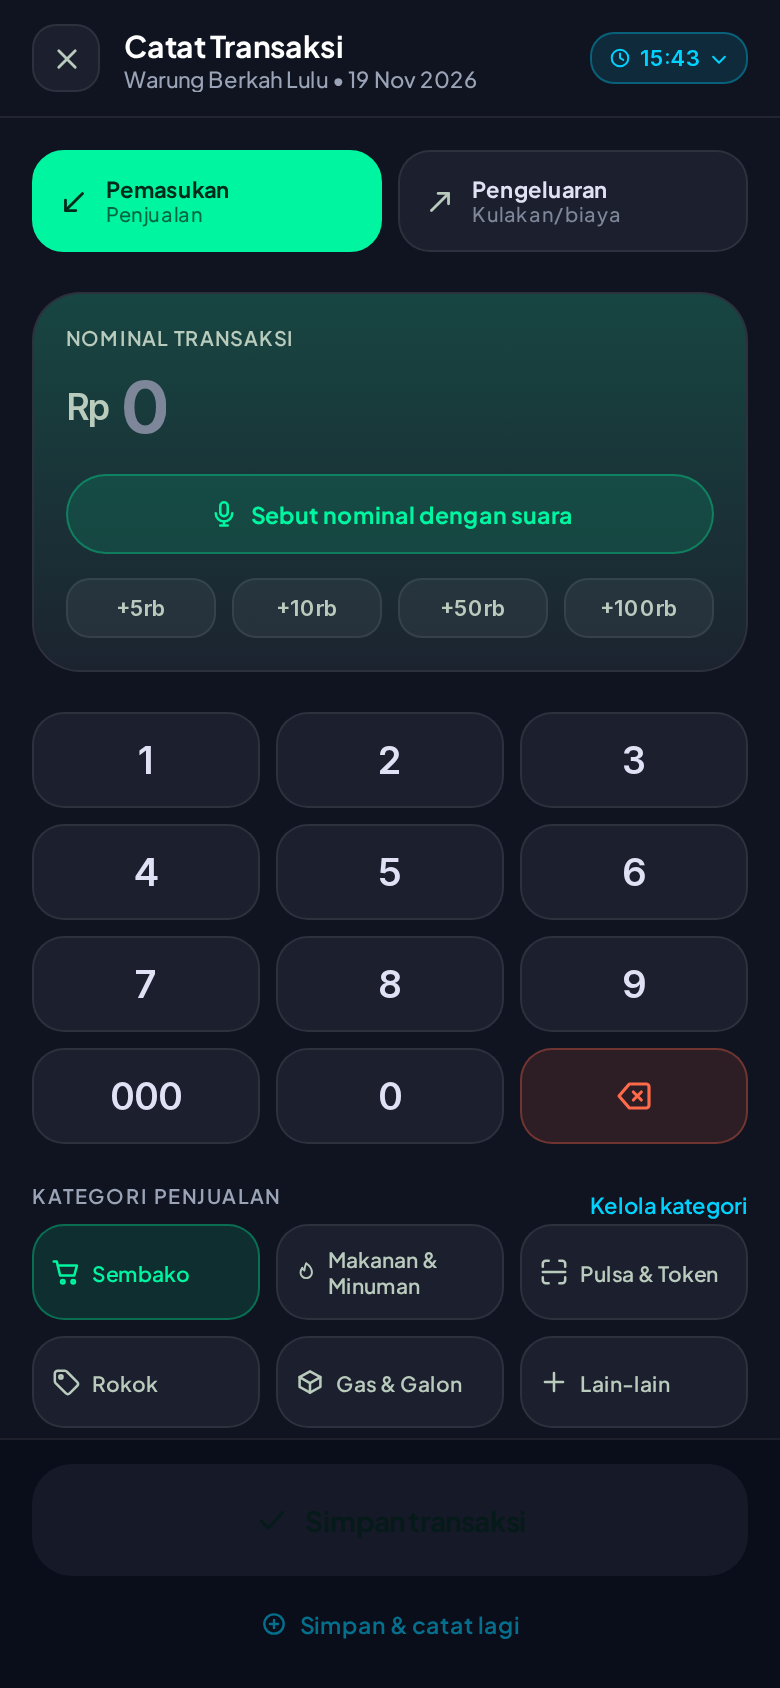 Catat Transaksi
Warung Berkah Lulu • 19 Nov 2026
15:43
Pemasukan
Penjualan
Pengeluaran
Kulakan/biaya
NOMINAL TRANSAKSI
Rp 0
Sebut nominal dengan suara
+5rb +10rb +50rb +100rb
1 2 3
4 5 6
7 8 9
000 0
KATEGORI PENJUALAN
Kelola kategori
Sembako
Makanan &
Minuman
Pulsa & Token
Rokok
Gas & Galon
Lain-lain
Simpan transaksi
Simpan & catat lagi